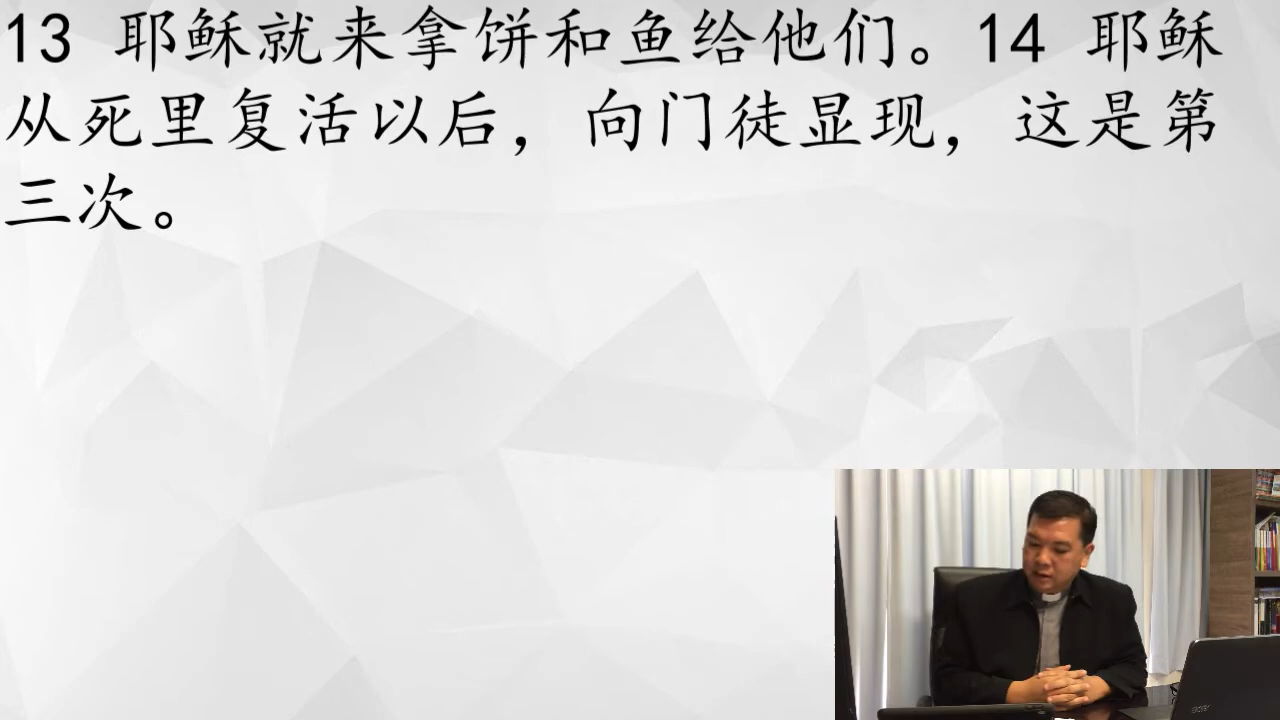 13 耶稣就来拿饼和鱼给他们。14 耶稣
从死里复活以后，向门徒显现，这是第
三次。
acer